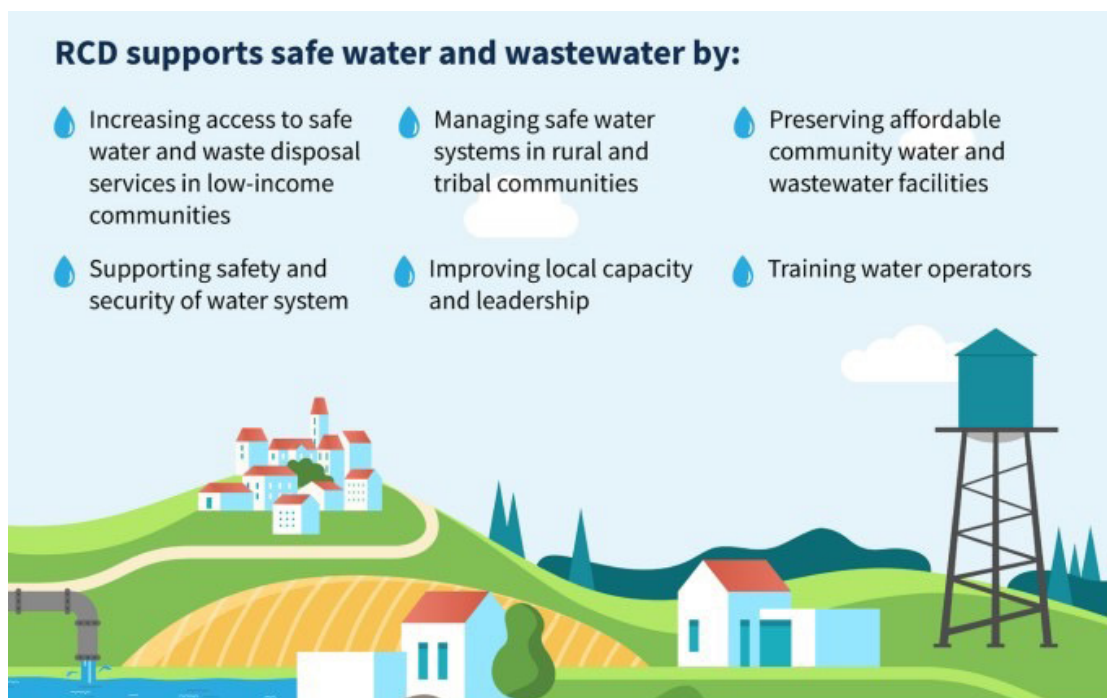 RCD supports safe water and wastewater by:
Increasing access to safe
water and waste disposal
services in low-income
communities
Managing safe water
systems in rural and
tribal communities
Preserving affordable
community water and
wastewater facilities
Supporting safety and
security of water system
Improving local capacity
and leadership
Training water operators